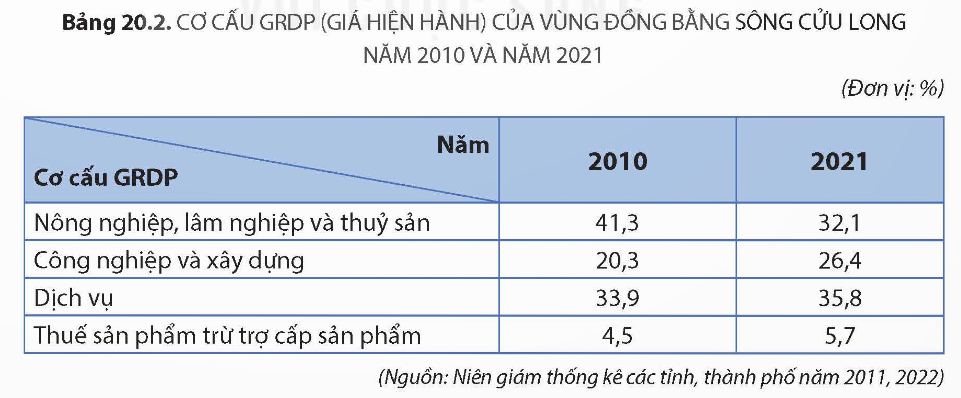 Bảng 20.2. CƠ CẤU GRDP (GIÁ HIỆN HÀNH) CỦA VÙNG ĐỒNG BẰNG SÔNG CỬU LONG
NĂM 2010 VÀ NĂM 2021
(Đơn vị: %)
Năm
Cơ cấu GRDP
2010
2021
Nông nghiệp, lâm nghiệp và thuỷ sản 41,3 32,1
Công nghiệp và xây dựng 20,3 26,4
Dịch vụ 33,9 35,8
Thuế sản phẩm trừ trợ cấp sản phẩm 4,5 5,7
(Nguồn: Niên giám thống kê các tỉnh, thành phố năm 2011, 2022)